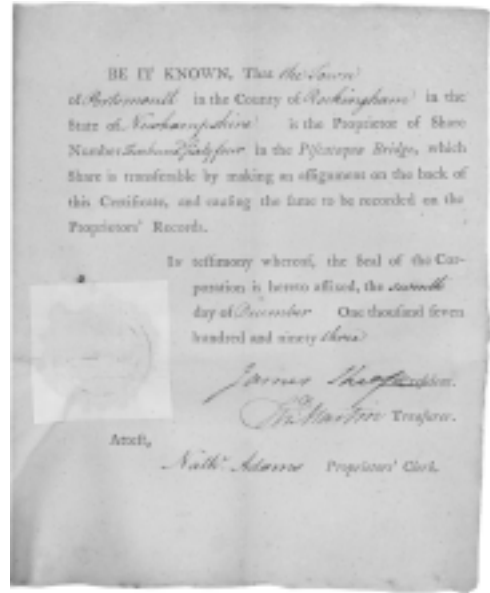 BE IT KNOWN, That the Town
of Portsmouth in the County of Rockingham in the
State of Newhampshire is the Proprietor of Share
Number in the Piſcataqua Bridge, which
Share is transferable by making an aſſignment on the back of
this Certificate, and cauſing the ſame to be recorded on the
Proprietors' Records.
In teſtimony whereof, the Seal of the Cor-
poration is hereto affixed, the seventh
day of December One thouſand ſeven
hundred and ninety three
James Sheafe Preſident.
Thos Martin Treaſurer.
Atteſt,
Nathl. Adams Proprietors' Clerk.